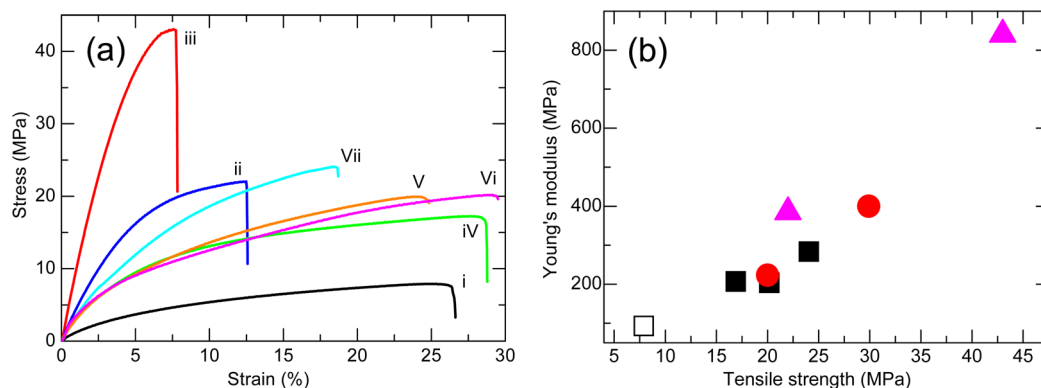 (a)
iii
ii
Vii
V
Vi
iV
i
40
30
20
10
0
Stress (MPa)
0 5 10 15 20 25 30
Strain (%)
(b)
800
600
400
200
Young's modulus (MPa)
5 10 15 20 25 30 35 40 45
Tensile strength (MPa)